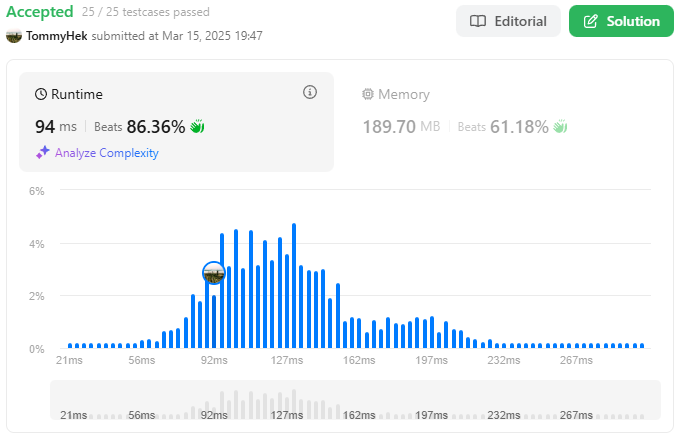 Accepted 25 / 25 testcases passed
Editorial
Solution
TommyHek submitted at Mar 15, 2025 19:47
Runtime
94 ms Beats 86.36%
Analyze Complexity
Memory
189.70 MB Beats 61.18%
6%
4%
2%
0%
21ms 56ms 92ms 127ms 162ms 197ms 232ms 267ms
21ms 56ms 92ms 127ms 162ms 197ms 232ms 267ms